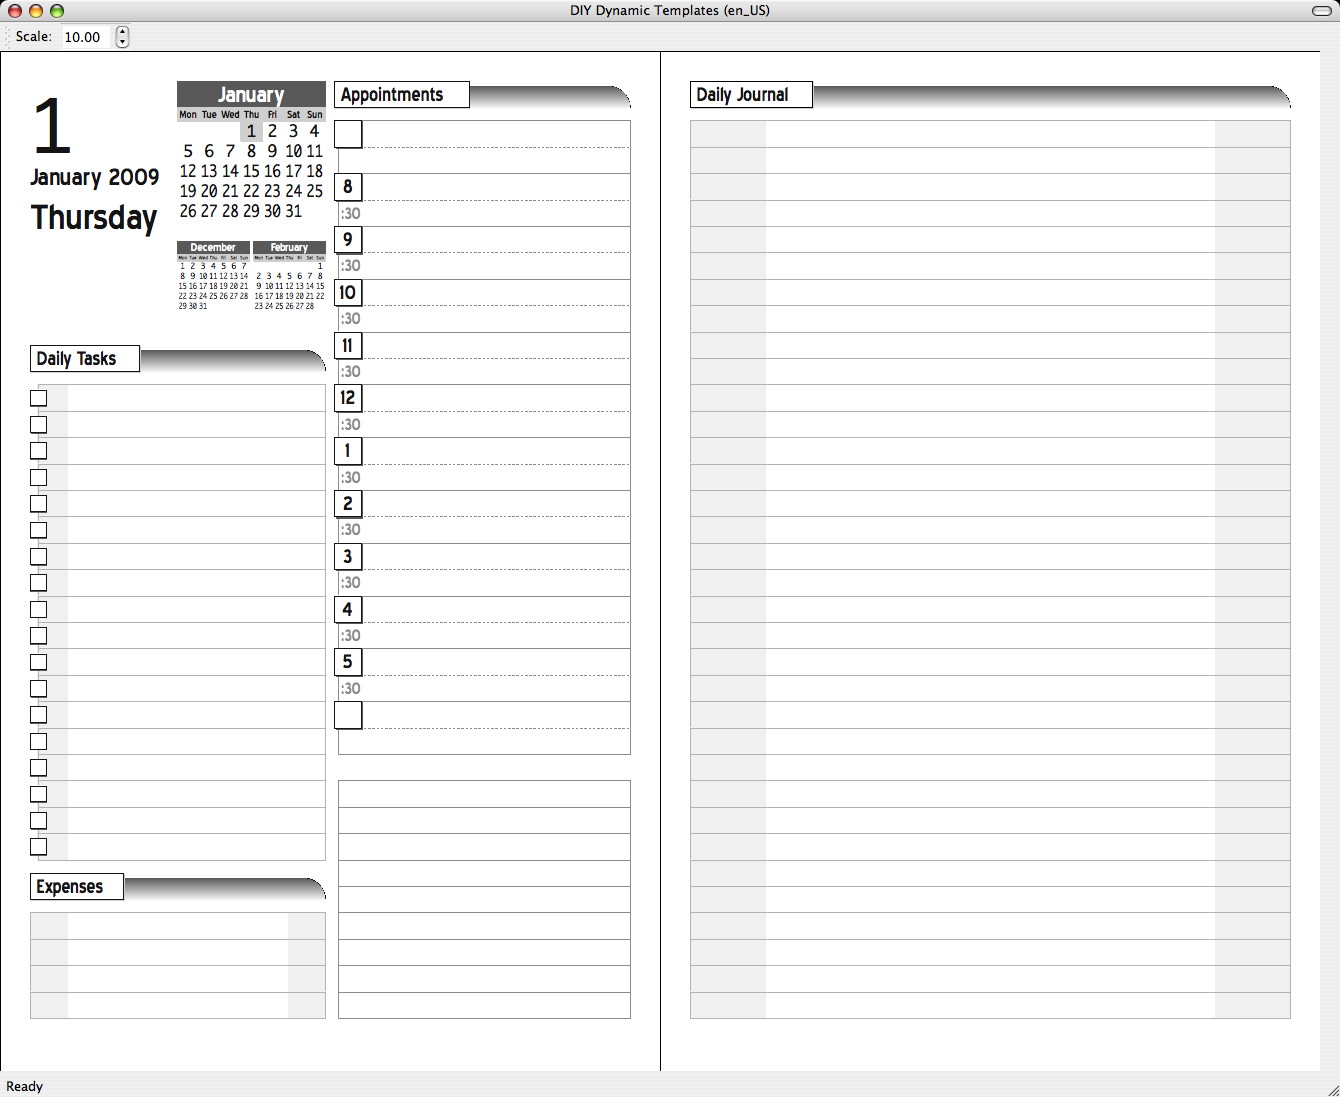 DIY Dynamic Templates (en_US)
Scale: 10.00
1
January 2009
Thursday
January
Mon Tue Wed Thu Fri Sat Sun
1 2 3 4
5 6 7 8 9 10 11
12 13 14 15 16 17 18
19 20 21 22 23 24 25
26 27 28 29 30 31
December
Mon Tue Wed Thu Fri Sat Sun
1 2 3 4 5 6 7
8 9 10 11 12 13 14
15 16 17 18 19 20 21
22 23 24 25 26 27 28
29 30 31
February
Mon Tue Wed Thu Fri Sat Sun
1
2 3 4 5 6 7 8
9 10 11 12 13 14 15
16 17 18 19 20 21 22
23 24 25 26 27 28
Daily Tasks
Expenses
Appointments
8
:30
9
:30
10
:30
11
:30
12
:30
1
:30
2
:30
3
:30
4
:30
5
:30
Daily Journal
Ready